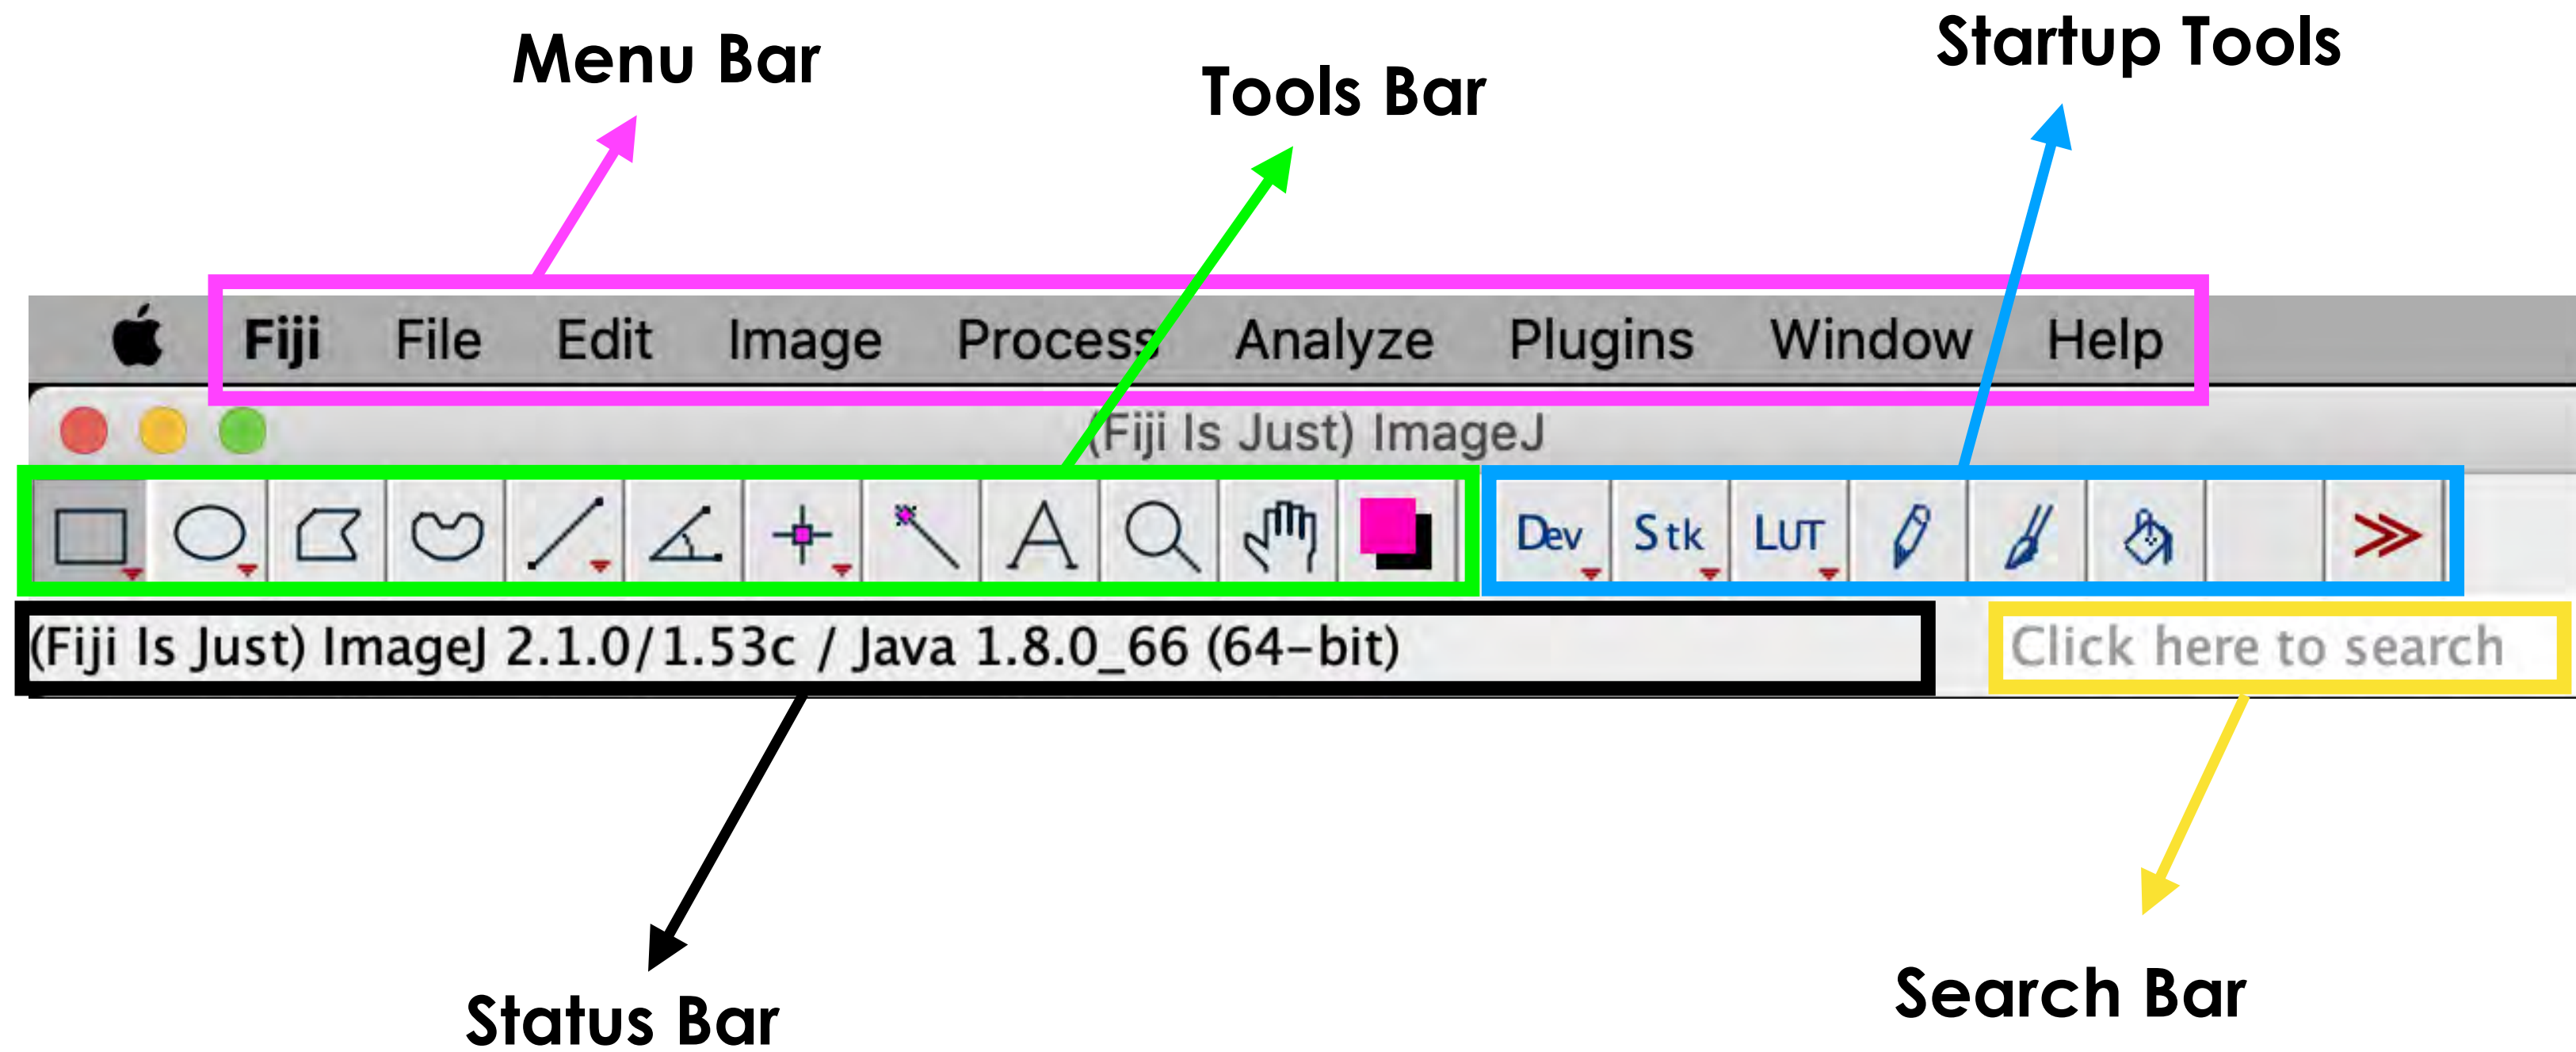 Menu Bar
Tools Bar
Startup Tools
Fiji File Edit Image Process Analyze Plugins Window Help
(Fiji Is Just) ImageJ
A Dev Stk LUT
(Fiji Is Just) ImageJ 2.1.0/1.53c / Java 1.8.0_66 (64-bit)
Click here to search
Status Bar
Search Bar